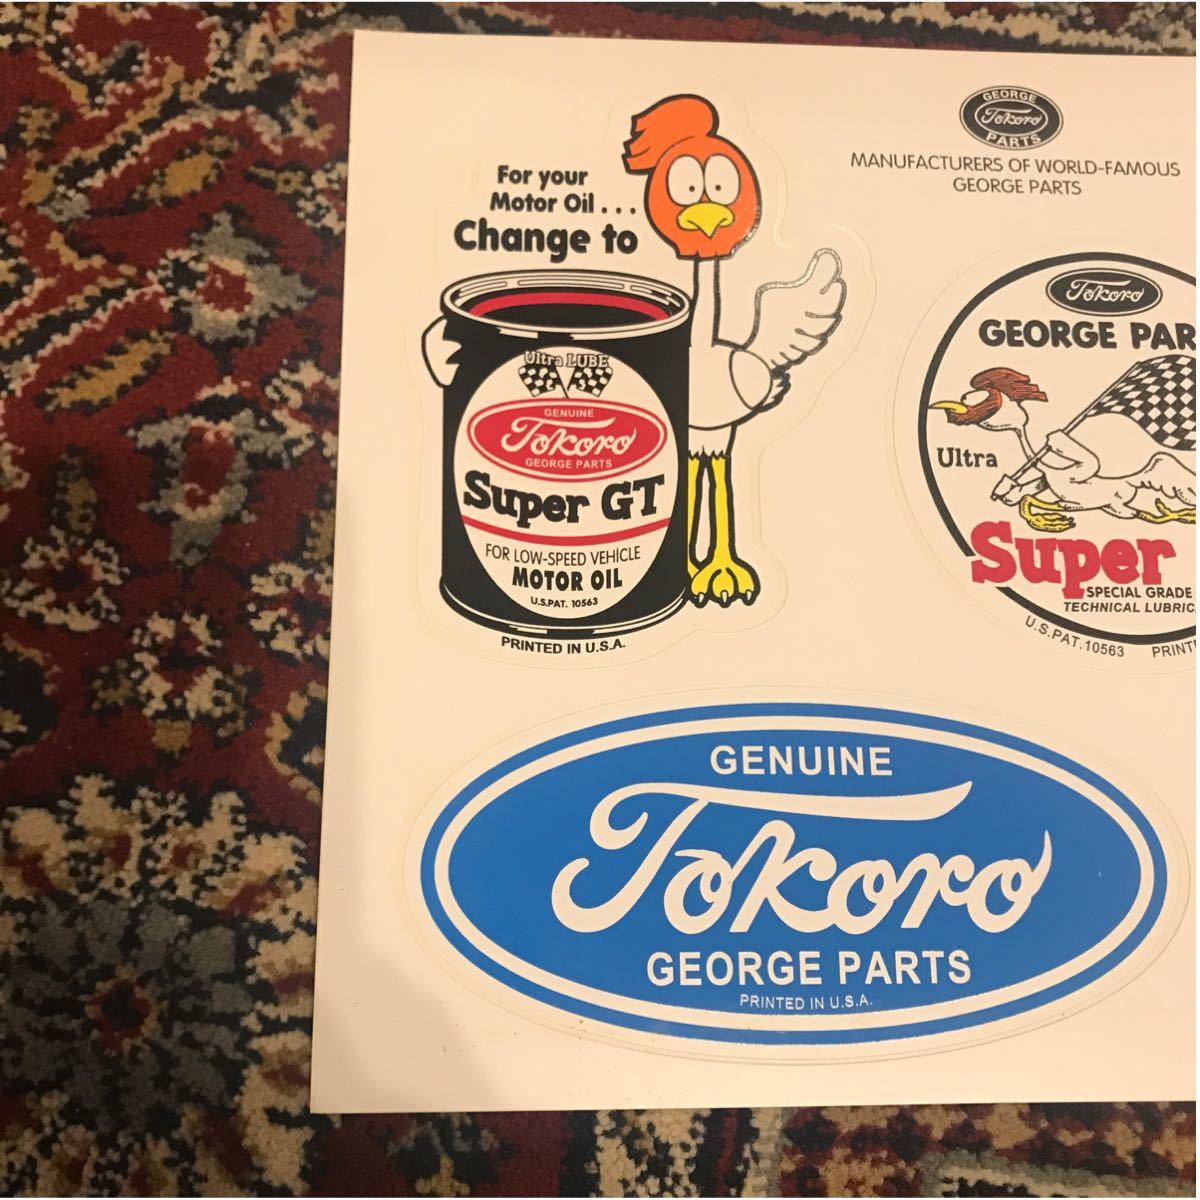 For your
Motor Oil . . .
Change to
Ultra LUBE
GENUINE
Tokoro
GEORGE PARTS
Super GT
FOR LOW-SPEED VEHICLE
MOTOR OIL
U.S.PAT. 10563
PRINTED IN U.S.A.
GEORGE
Tokoro
PARTS
MANUFACTURERS OF WORLD-FAMOUS
GEORGE PARTS
Tokoro
GEORGE PAR
Ultra
Super
SPECIAL GRADE
TECHNICAL LUBRIC
U.S.PAT.10563 PRINT
GENUINE
Tokoro
GEORGE PARTS
PRINTED IN U.S.A.